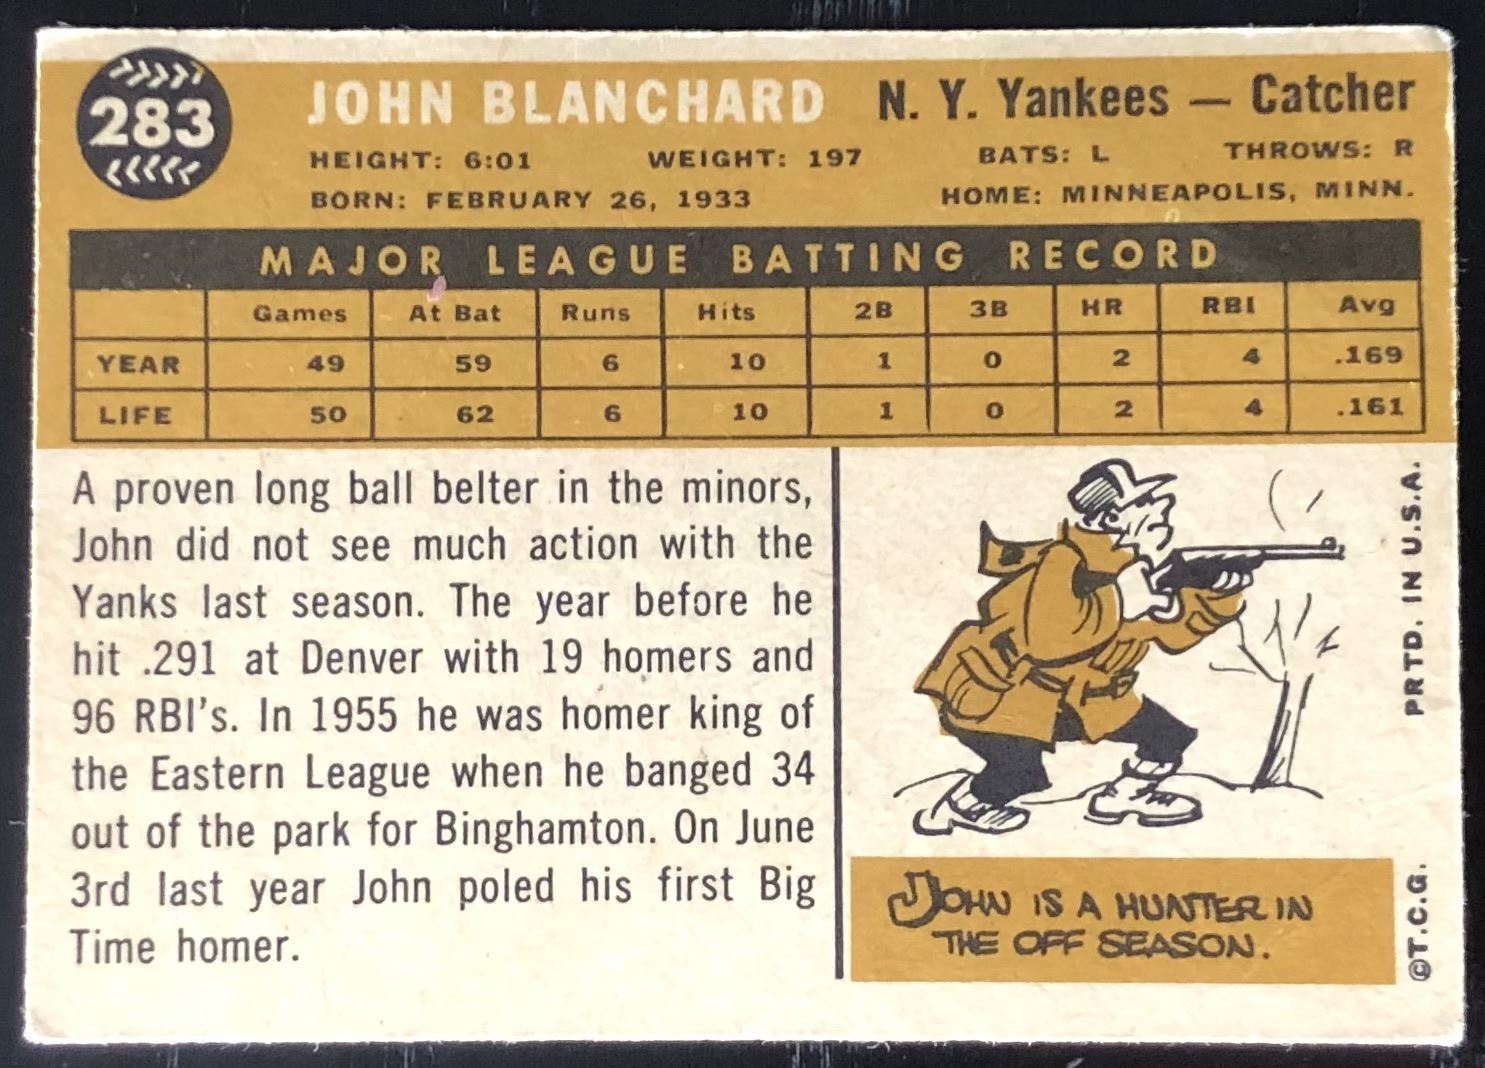 283
JOHN BLANCHARD N. Y. Yankees — Catcher
HEIGHT: 6:01 WEIGHT: 197 BATS: L THROWS: R
BORN: FEBRUARY 26, 1933 HOME: MINNEAPOLIS, MINN.
MAJOR LEAGUE BATTING RECORD
Games At Bat Runs Hits 2B 3B HR RBI Avg
YEAR 49 59 6 10 1 0 2 4 .169
LIFE 50 62 6 10 1 0 2 4 .161
A proven long ball belter in the minors,
John did not see much action with the
Yanks last season. The year before he
hit .291 at Denver with 19 homers and
96 RBI's. In 1955 he was homer king of
the Eastern League when he banged 34
out of the park for Binghamton. On June
3rd last year John poled his first Big
Time homer.
JOHN IS A HUNTER IN
THE OFF SEASON.
©T.C.G. PRTD. IN U.S.A.